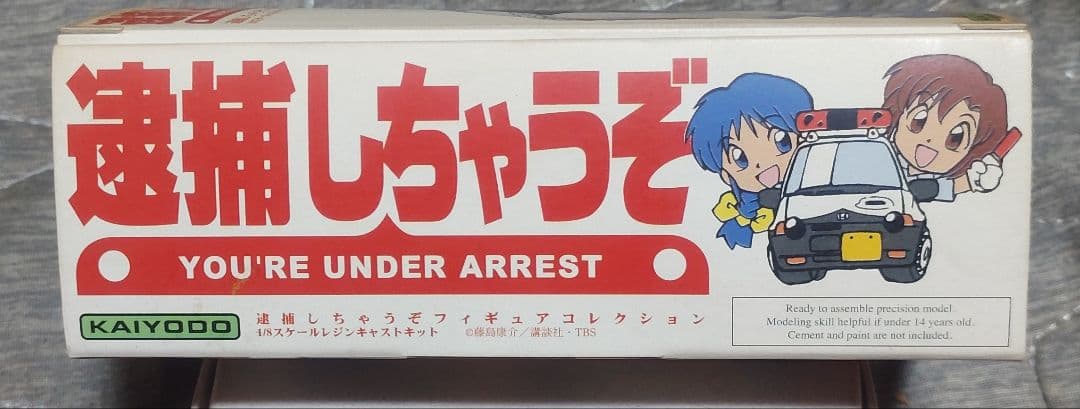 逮捕しちゃうぞ
YOU'RE UNDER ARREST
KAIYODO
逮捕しちゃうぞフィギュアコレクション
1/8スケールレジンキャストキット ©藤島康介／講談社・TBS
Ready to assemble precision model.
Modeling skill helpful if under 14 years old.
Cement and paint are not included.